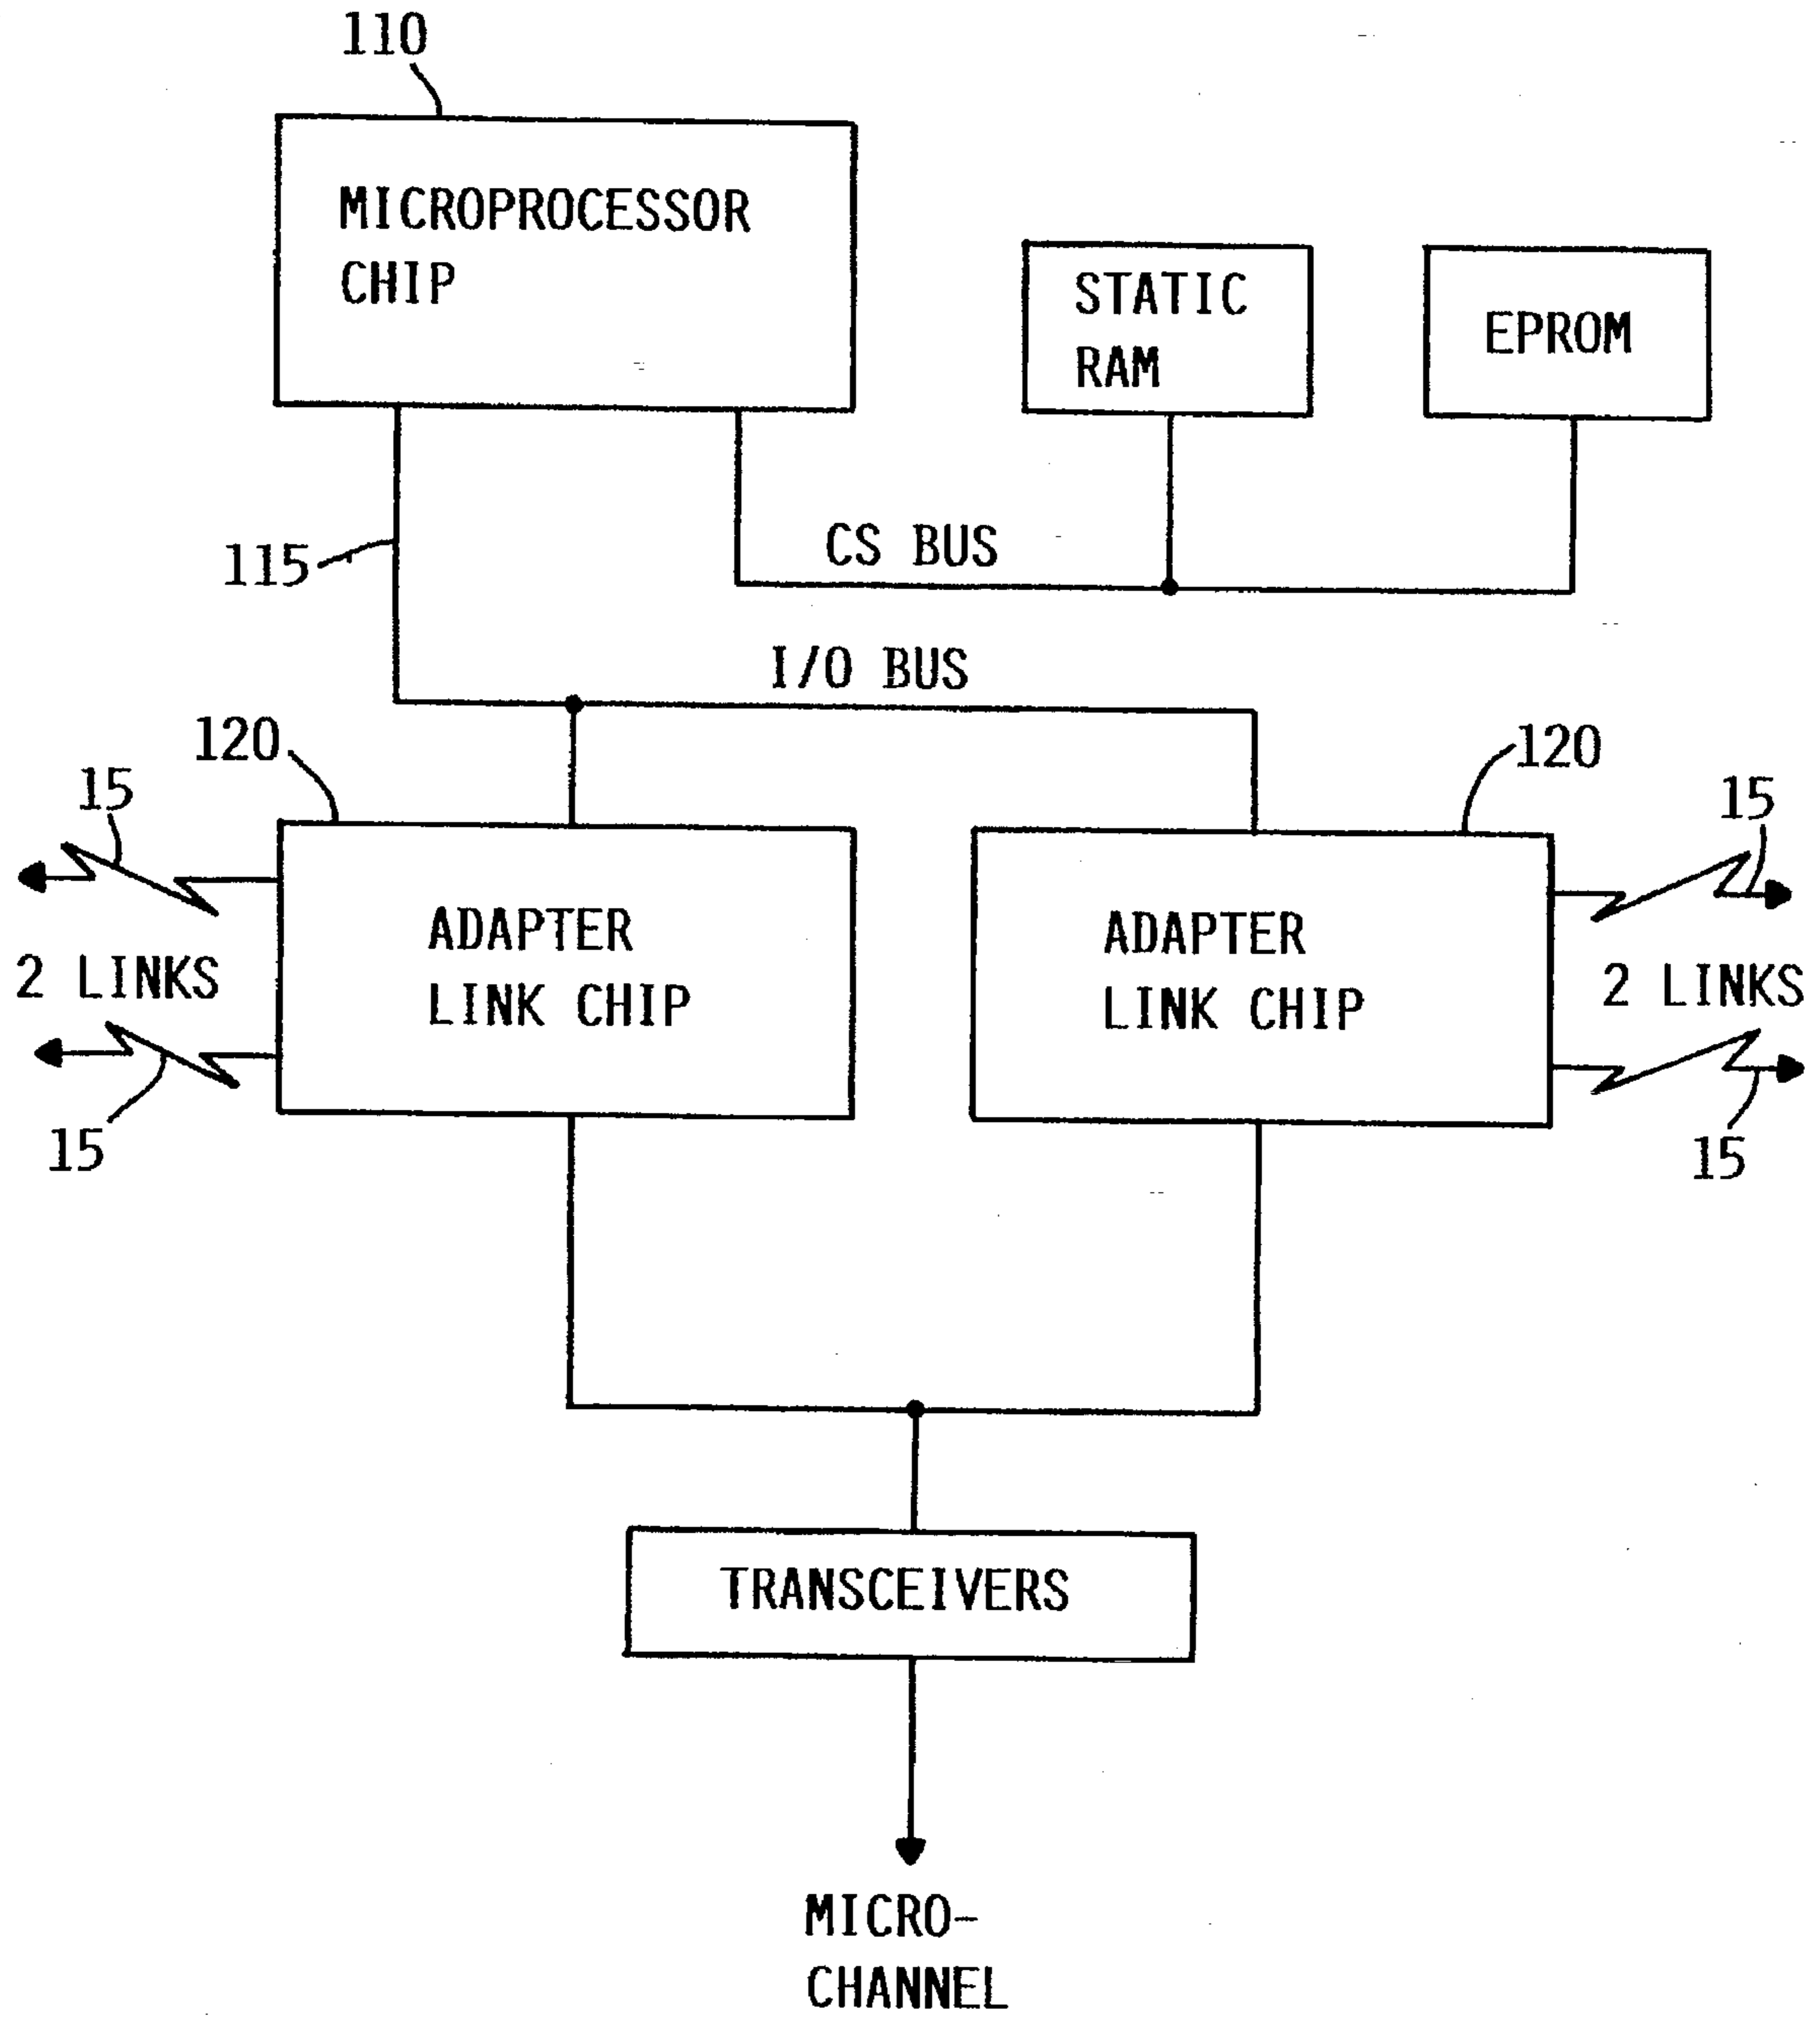 110
MICROPROCESSOR
CHIP
STATIC
RAM
EPROM
115
CS BUS
I/O BUS
120
120
15
15
ADAPTER
LINK CHIP
ADAPTER
LINK CHIP
2 LINKS
2 LINKS
15
15
TRANSCEIVERS
MICRO-
CHANNEL